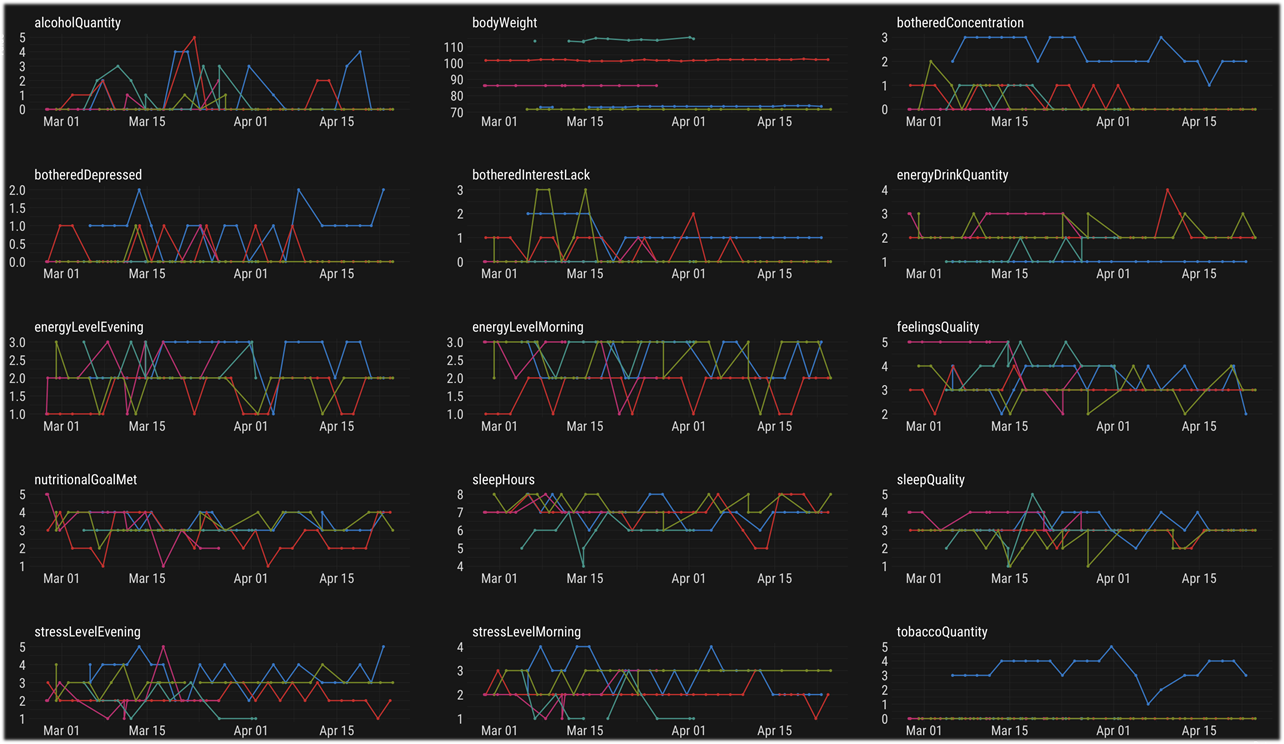 alcoholQuantity
5
4
3
2
1
0
Mar 01 Mar 15 Apr 01 Apr 15
bodyWeight
110
100
90
80
70
Mar 01 Mar 15 Apr 01 Apr 15
botheredConcentration
3
2
1
0
Mar 01 Mar 15 Apr 01 Apr 15
botheredDepressed
2.0
1.5
1.0
0.5
0.0
Mar 01 Mar 15 Apr 01 Apr 15
botheredInterestLack
3
2
1
0
Mar 01 Mar 15 Apr 01 Apr 15
energyDrinkQuantity
4
3
2
1
Mar 01 Mar 15 Apr 01 Apr 15
energyLevelEvening
3.0
2.5
2.0
1.5
1.0
Mar 01 Mar 15 Apr 01 Apr 15
energyLevelMorning
3.0
2.5
2.0
1.5
1.0
Mar 01 Mar 15 Apr 01 Apr 15
feelingsQuality
5
4
3
2
Mar 01 Mar 15 Apr 01 Apr 15
nutritionalGoalMet
5
4
3
2
1
Mar 01 Mar 15 Apr 01 Apr 15
sleepHours
8
7
6
5
4
Mar 01 Mar 15 Apr 01 Apr 15
sleepQuality
5
4
3
2
1
Mar 01 Mar 15 Apr 01 Apr 15
stressLevelEvening
5
4
3
2
1
Mar 01 Mar 15 Apr 01 Apr 15
stressLevelMorning
4
3
2
1
Mar 01 Mar 15 Apr 01 Apr 15
tobaccoQuantity
5
4
3
2
1
0
Mar 01 Mar 15 Apr 01 Apr 15